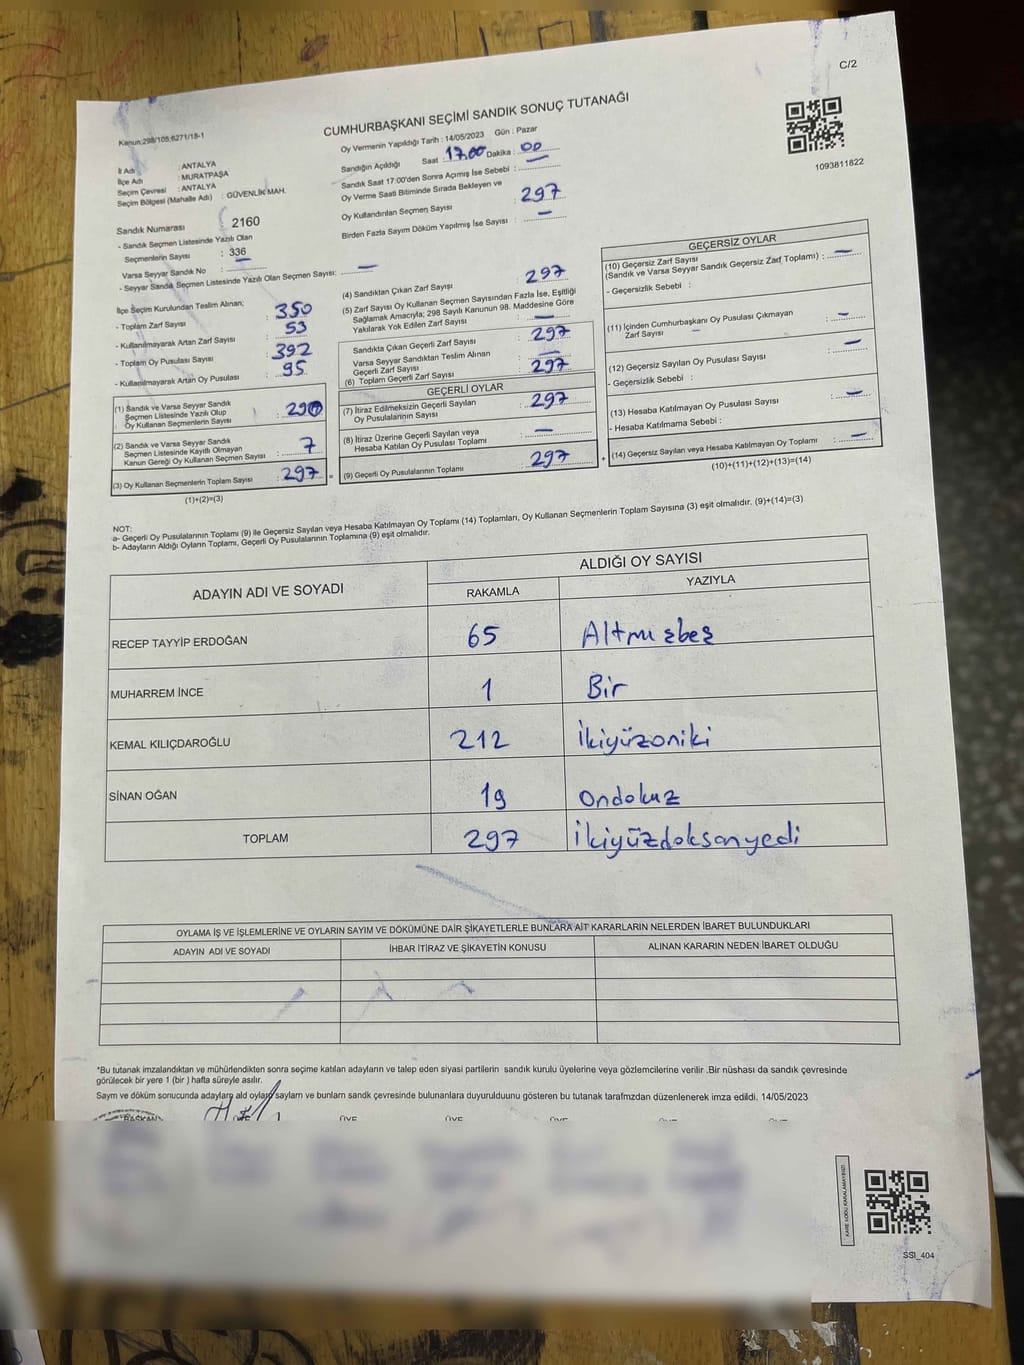 C/2
CUMHURBAŞKANI SEÇİMİ SANDIK SONUÇ TUTANAĞI
Kanun:298/105;6271/18-1
1093811822
İl Adı : ANTALYA
İlçe Adı : MURATPAŞA
Seçim Çevresi : ANTALYA
Seçim Bölgesi (Mahalle Adı) : GÜVENLİK MAH.
Sandık Numarası 2160
- Sandık Seçmen Listesinde Yazılı Olan
Seçmenlerin Sayısı : 336
Varsa Seyyar Sandık No : —
- Seyyar Sandık Seçmen Listesinde Yazılı Olan Seçmen Sayısı: —
Oy Vermenin Yapıldığı Tarih : 14/05/2023 Gün : Pazar
Sandığın Açıldığı Saat : 17.00 Dakika : 00
Sandık Saat 17:00'den Sonra Açımış İse Sebebi : —
Oy Verme Saati Bitiminde Sırada Bekleyen ve
Oy Kullandırılan Seçmen Sayısı : 297
Birden Fazla Sayım Döküm Yapılmış İse Sayısı : —
İlçe Seçim Kurulundan Teslim Alınan;
- Toplam Zarf Sayısı : 350
- Kullanılmayarak Artan Zarf Sayısı : 53
- Toplam Oy Pusulası Sayısı : 392
- Kullanılmayarak Artan Oy Pusulası : 95
(1) Sandık ve Varsa Seyyar Sandık
Seçmen Listesinde Yazılı Olup
Oy Kullanan Seçmenlerin Sayısı : 290
(2) Sandık ve Varsa Seyyar Sandık
Seçmen Listesinde Kayıtlı Olmayan
Kanun Gereği Oy Kullanan Seçmen Sayısı : 7
(3) Oy Kullanan Seçmenlerin Toplam Sayısı : 297
(1)+(2)=(3)
(4) Sandıktan Çıkan Zarf Sayısı : 297
(5) Zarf Sayısı Oy Kullanan Seçmen Sayısından Fazla İse, Eşitliği
Sağlamak Amacıyla; 298 Sayılı Kanunun 98. Maddesine Göre
Yakılarak Yok Edilen Zarf Sayısı : —
Sandıkta Çıkan Geçerli Zarf Sayısı : 297
Varsa Seyyar Sandıktan Teslim Alınan
Geçerli Zarf Sayısı : —
(6) Toplam Geçerli Zarf Sayısı : 297
GEÇERLİ OYLAR
(7) İtiraz Edilmeksizin Geçerli Sayılan
Oy Pusulalarının Sayısı : 297
(8) İtiraz Üzerine Geçerli Sayılan veya
Hesaba Katılan Oy Pusulası Toplamı : —
(9) Geçerli Oy Pusulalarının Toplamı : 297
GEÇERSİZ OYLAR
(10) Geçersiz Zarf Sayısı
(Sandık ve Varsa Seyyar Sandık Geçersiz Zarf Toplamı) : —
- Geçersizlik Sebebi :
(11) İçinden Cumhurbaşkanı Oy Pusulası Çıkmayan
Zarf Sayısı : —
(12) Geçersiz Sayılan Oy Pusulası Sayısı : —
- Geçersizlik Sebebi :
(13) Hesaba Katılmayan Oy Pusulası Sayısı : —
- Hesaba Katılmama Sebebi :
(14) Geçersiz Sayılan veya Hesaba Katılmayan Oy Toplamı : —
(10)+(11)+(12)+(13)=(14)
NOT:
a- Geçerli Oy Pusulalarının Toplamı (9) ile Geçersiz Sayılan veya Hesaba Katılmayan Oy Toplamı (14) Toplamları, Oy Kullanan Seçmenlerin Toplam Sayısına (3) eşit olmalıdır. (9)+(14)=(3)
b- Adayların Aldığı Oyların Toplamı, Geçerli Oy Pusulalarının Toplamına (9) eşit olmalıdır.
ADAYIN ADI VE SOYADI ALDIĞI OY SAYISI
RAKAMLA YAZIYLA
RECEP TAYYİP ERDOĞAN 65 Altmışbeş
MUHARREM İNCE 1 Bir
KEMAL KILIÇDAROĞLU 212 İkiyüzoniki
SİNAN OĞAN 19 Ondokuz
TOPLAM 297 İkiyüzdoksanyedi
OYLAMA İŞ VE İŞLEMLERİNE VE OYLARIN SAYIM VE DÖKÜMÜNE DAİR ŞİKAYETLERLE BUNLARA AİT KARARLARIN NELERDEN İBARET BULUNDUKLARI
ADAYIN ADI VE SOYADI İHBAR İTİRAZ VE ŞİKAYETİN KONUSU ALINAN KARARIN NEDEN İBARET OLDUĞU
*Bu tutanak imzalandıktan ve mühürlendikten sonra seçime katılan adayların ve talep eden siyasi partilerin sandık kurulu üyelerine veya gözlemcilerine verilir .Bir nüshası da sandık çevresinde
görülecek bir yere 1 (bir ) hafta süreyle asılır.
Sayım ve döküm sonucunda adayların ald oyların sayların ve bunların sandk çevresinde bulunanlara duyurulduunu gösteren bu tutanak tarafmzdan düzenlenerek imza edildi. 14/05/2023
BAŞKAN ÜYE ÜYE ÜYE
KARE KODU KARALAMAYINIZ!
SSI_404